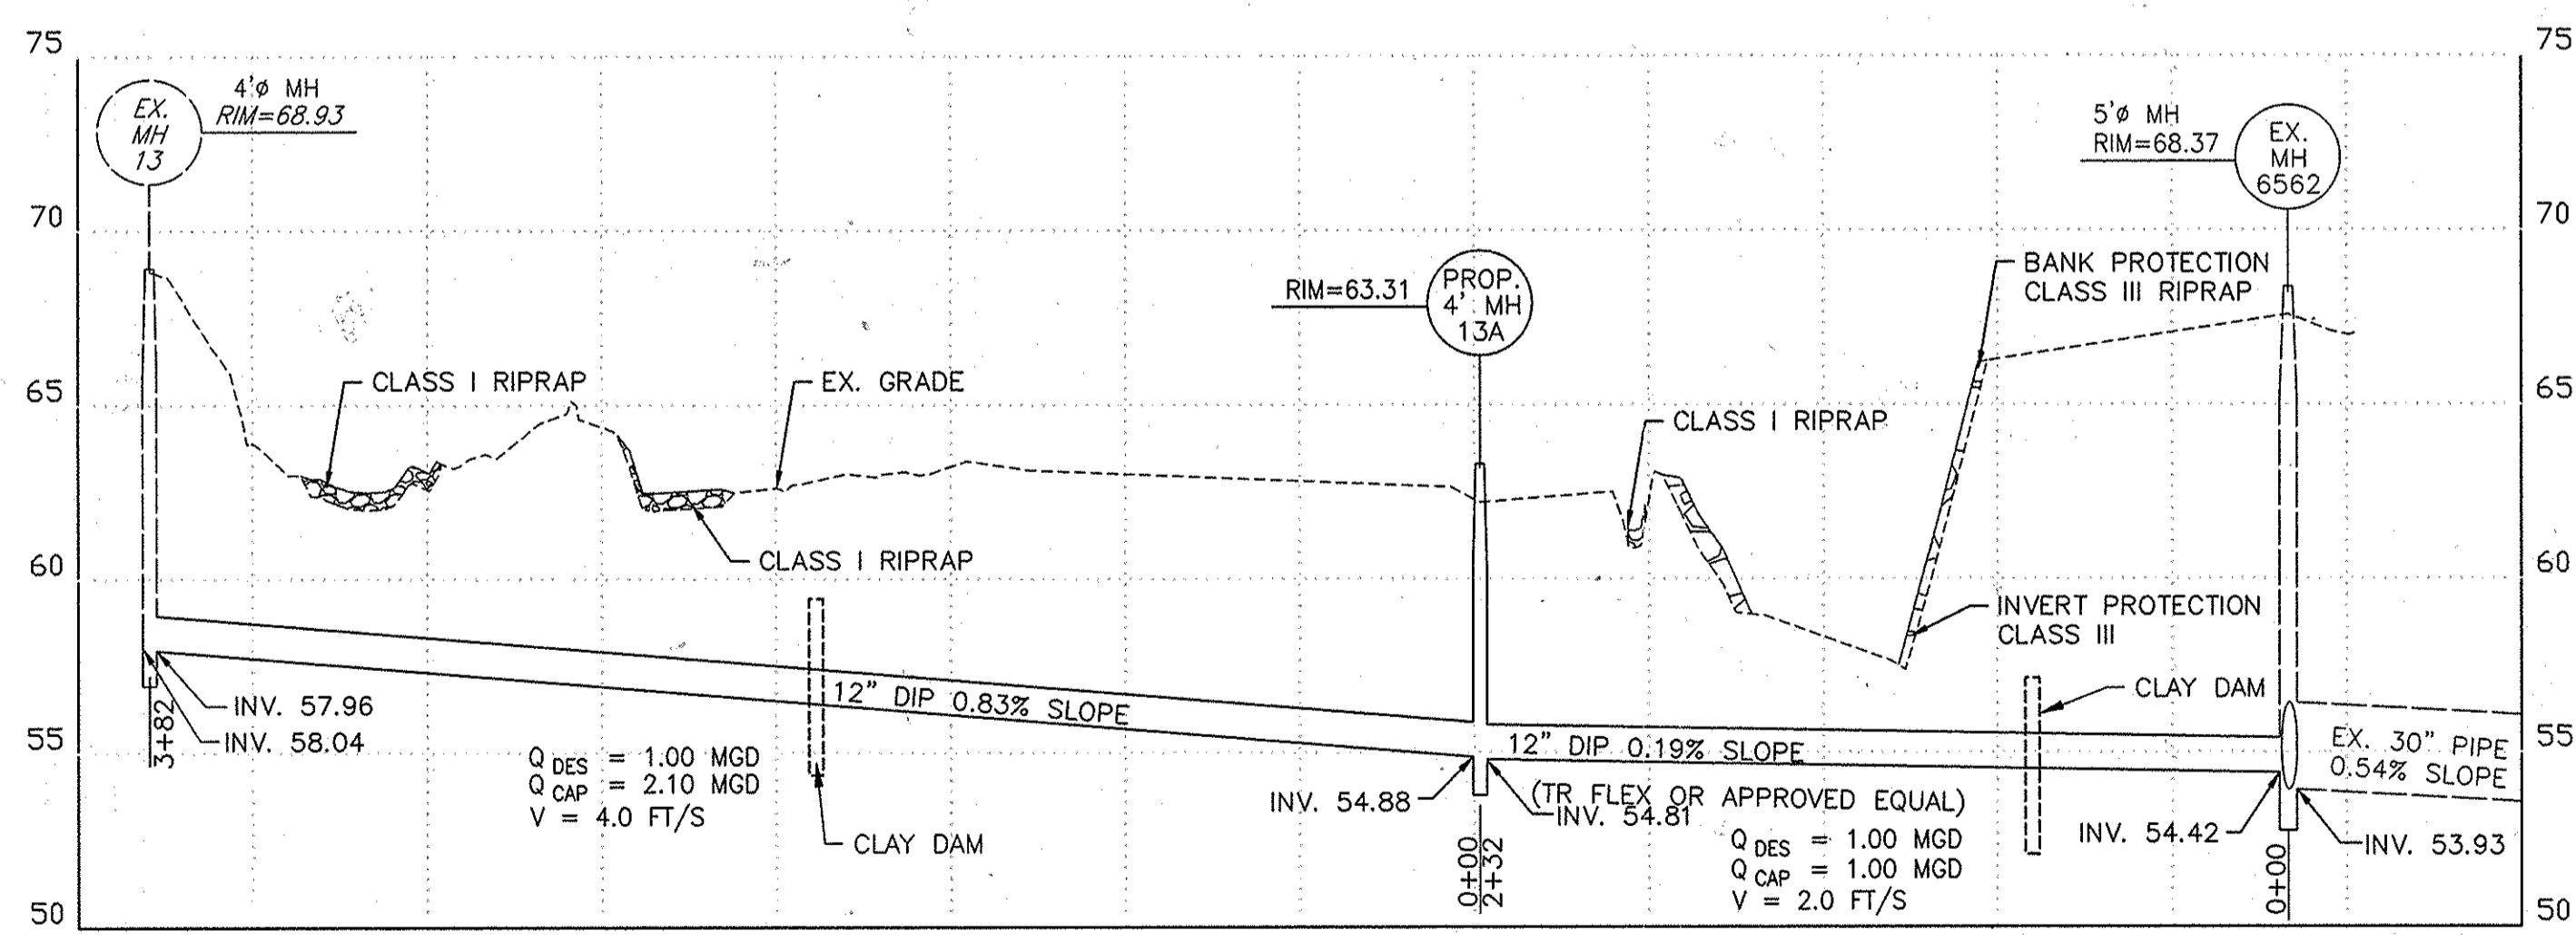 75
75
4'ø MH
RIM=68.93
EX.
MH
13
5'ø MH
RIM=68.37
EX.
MH
6562
70
70
BANK PROTECTION
CLASS III RIPRAP
RIM=63.31
PROP.
4' MH
13A
CLASS I RIPRAP
EX. GRADE
65
65
CLASS I RIPRAP
CLASS I RIPRAP
60
60
INVERT PROTECTION
CLASS III
12" DIP 0.83% SLOPE
CLAY DAM
INV. 57.96
INV. 58.04
3+82
55
55
12" DIP 0.19% SLOPE
EX. 30" PIPE
0.54% SLOPE
Q DES = 1.00 MGD
Q CAP = 2.10 MGD
V = 4.0 FT/S
INV. 54.88
(TR FLEX OR APPROVED EQUAL)
INV. 54.81
CLAY DAM
Q DES = 1.00 MGD
Q CAP = 1.00 MGD
V = 2.0 FT/S
INV. 54.42
INV. 53.93
0+00
2+32
0+00
50
50